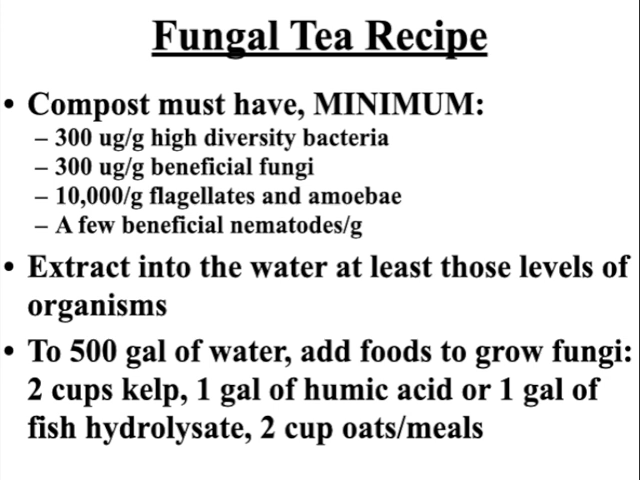 Fungal Tea Recipe
• Compost must have, MINIMUM:
– 300 ug/g high diversity bacteria
– 300 ug/g beneficial fungi
– 10,000/g flagellates and amoebae
– A few beneficial nematodes/g
• Extract into the water at least those levels of
organisms
• To 500 gal of water, add foods to grow fungi:
2 cups kelp, 1 gal of humic acid or 1 gal of
fish hydrolysate, 2 cup oats/meals